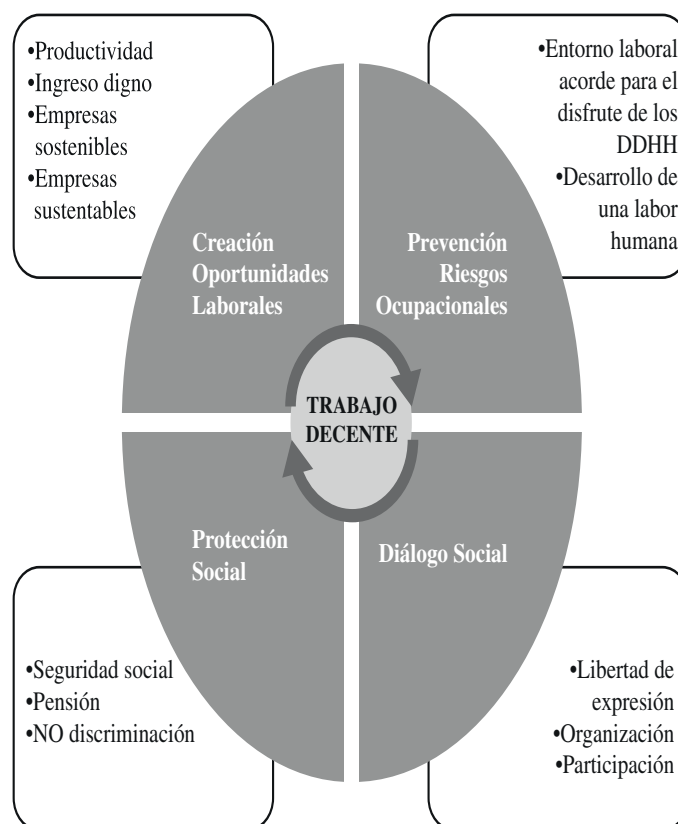 •Productividad
•Ingreso digno
•Empresas
sostenibles
•Empresas
sustentables
•Entorno laboral
acorde para el
disfrute de los
DDHH
•Desarrollo de
una labor
humana
Creación
Oportunidades
Laborales
Prevención
Riesgos
Ocupacionales
TRABAJO
DECENTE
Protección
Social
Diálogo Social
•Seguridad social
•Pensión
•NO discriminación
•Libertad de
expresión
•Organización
•Participación